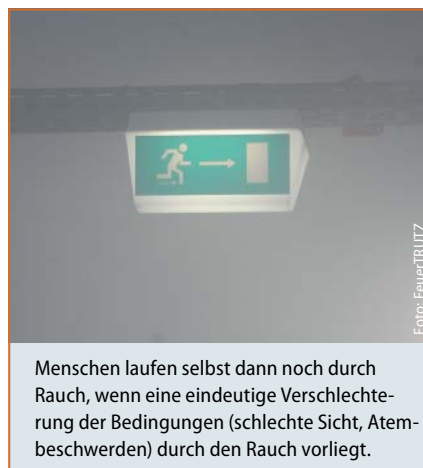 Foto: FeuerTRUTZ
Menschen laufen selbst dann noch durch
Rauch, wenn eine eindeutige Verschlechte-
rung der Bedingungen (schlechte Sicht, Atem-
beschwerden) durch den Rauch vorliegt.